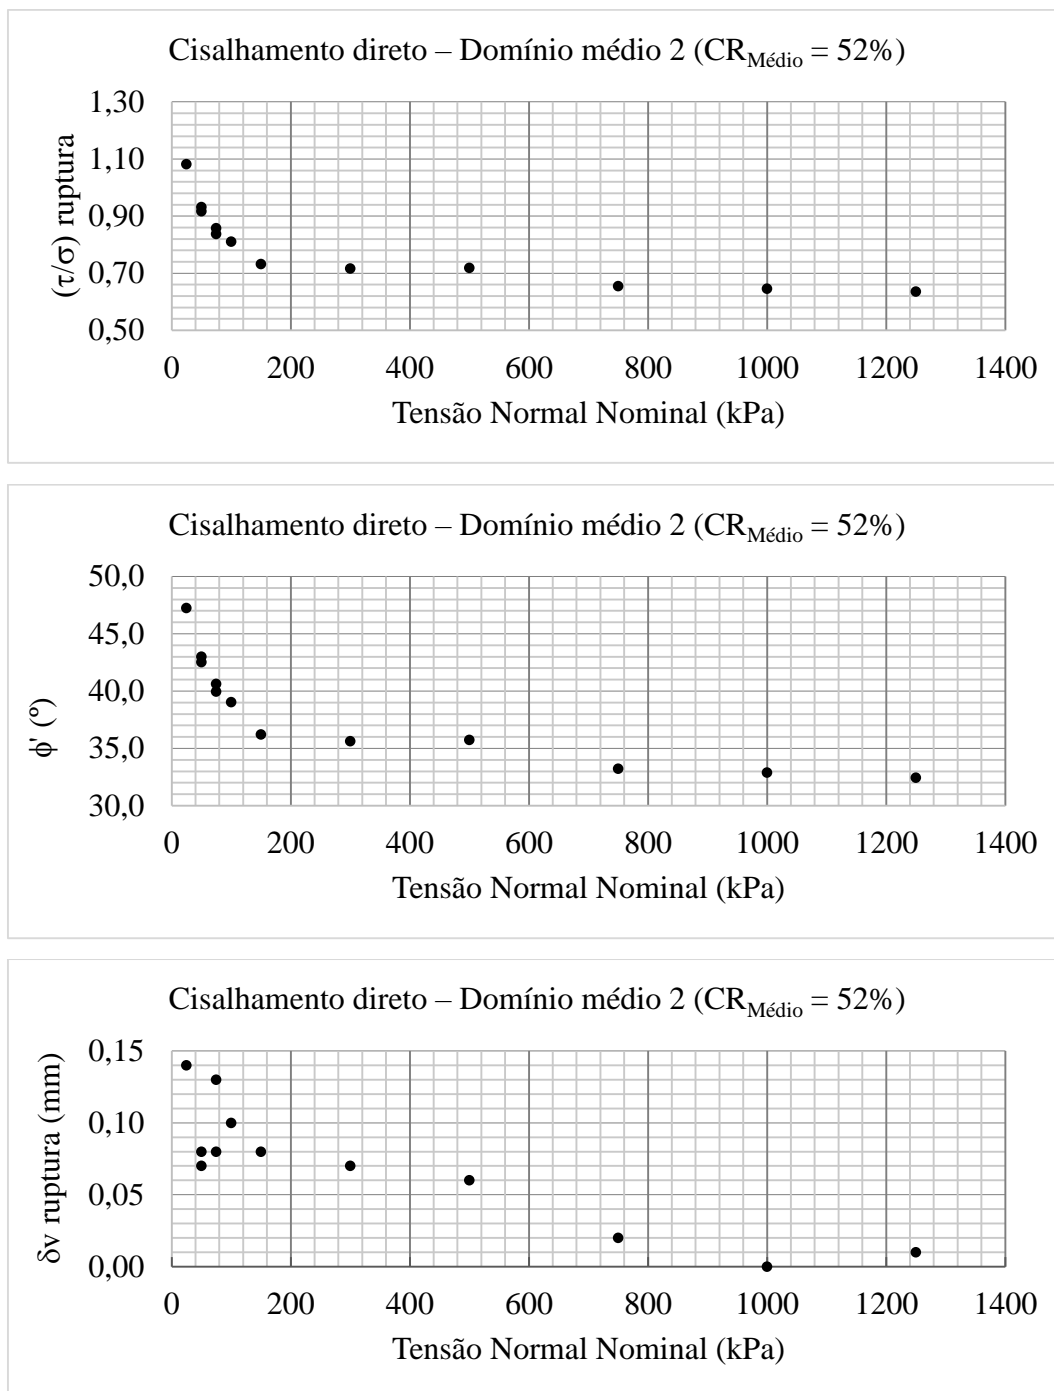 Cisalhamento direto – Domínio médio 2 (CRMédio = 52%)
(τ/σ) ruptura
1,30
1,10
0,90
0,70
0,50
0 200 400 600 800 1000 1200 1400
Tensão Normal Nominal (kPa)
Cisalhamento direto – Domínio médio 2 (CRMédio = 52%)
ϕ' (º)
50,0
45,0
40,0
35,0
30,0
0 200 400 600 800 1000 1200 1400
Tensão Normal Nominal (kPa)
Cisalhamento direto – Domínio médio 2 (CRMédio = 52%)
δv ruptura (mm)
0,15
0,10
0,05
0,00
0 200 400 600 800 1000 1200 1400
Tensão Normal Nominal (kPa)